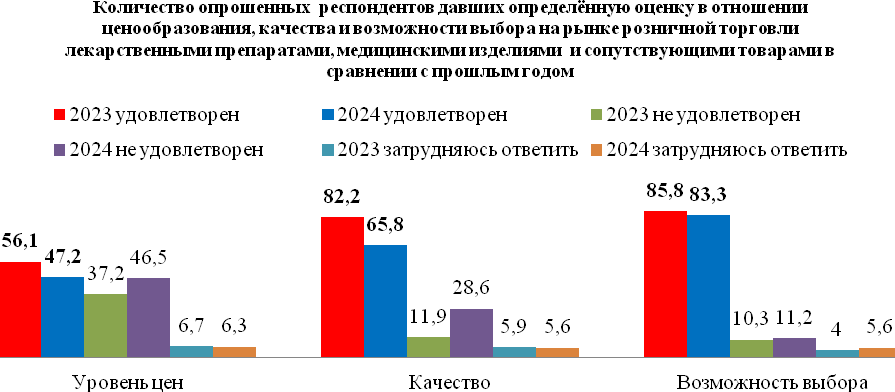 Количество опрошенных респондентов давших определённую оценку в отношении
ценообразования, качества и возможности выбора на рынке розничной торговли
лекарственными препаратами, медицинскими изделиями и сопутствующими товарами в
сравнении с прошлым годом
2023 удовлетворен 2024 удовлетворен 2023 не удовлетворен
2024 не удовлетворен 2023 затрудняюсь ответить 2024 затрудняюсь ответить
56,1 47,2 37,2 46,5 6,7 6,3
82,2 65,8 11,9 28,6 5,9 5,6
85,8 83,3 10,3 11,2 4 5,6
Уровень цен Качество Возможность выбора